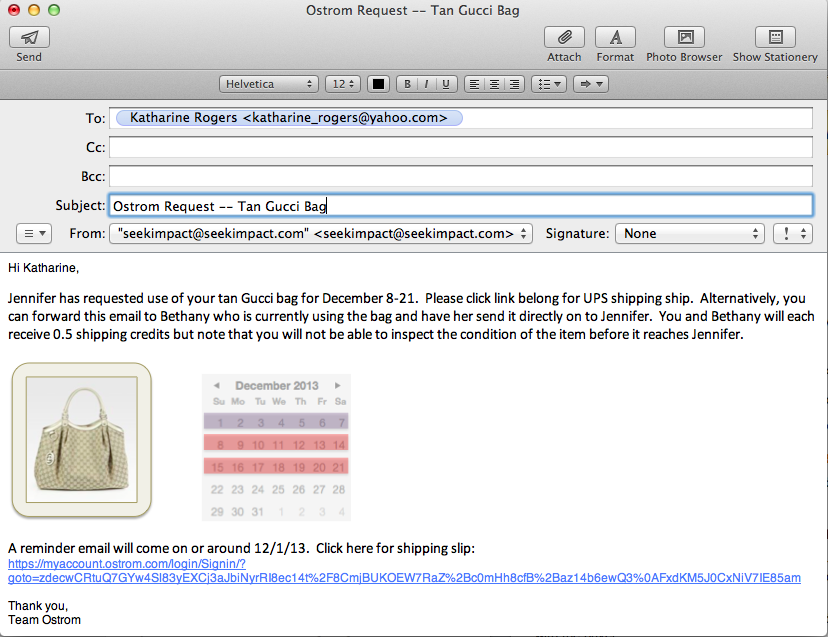 Ostrom Request -- Tan Gucci Bag
Send
Attach
Format
Photo Browser
Show Stationery
Helvetica
12
B I U
To: Katharine Rogers <katharine_rogers@yahoo.com>
Cc:
Bcc:
Subject: Ostrom Request -- Tan Gucci Bag
From: "seekimpact@seekimpact.com" <seekimpact@seekimpact.com> Signature: None !
Hi Katharine,
Jennifer has requested use of your tan Gucci bag for December 8-21. Please click link belong for UPS shipping ship. Alternatively, you
can forward this email to Bethany who is currently using the bag and have her send it directly on to Jennifer. You and Bethany will each
receive 0.5 shipping credits but note that you will not be able to inspect the condition of the item before it reaches Jennifer.
December 2013
Su Mo Tu We Th Fr Sa
1 2 3 4 5 6 7
8 9 10 11 12 13 14
15 16 17 18 19 20 21
22 23 24 25 26 27 28
29 30 31 1 2 3 4
A reminder email will come on or around 12/1/13. Click here for shipping slip:
https://myaccount.ostrom.com/login/Signin/?
goto=zdecwCRtuQ7GYw4Sl83yEXCj3aJbiNyrRI8ec14t%2F8CmjBUKOEW7RaZ%2Bc0mHh8cfB%2Baz14b6ewQ3%0AFxdKM5J0CxNiV7IE85am
Thank you,
Team Ostrom